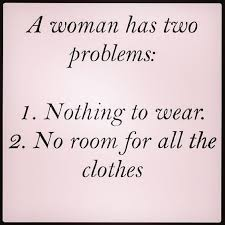 A woman has two
problems:
1. Nothing to wear.
2. No room for all the
clothes